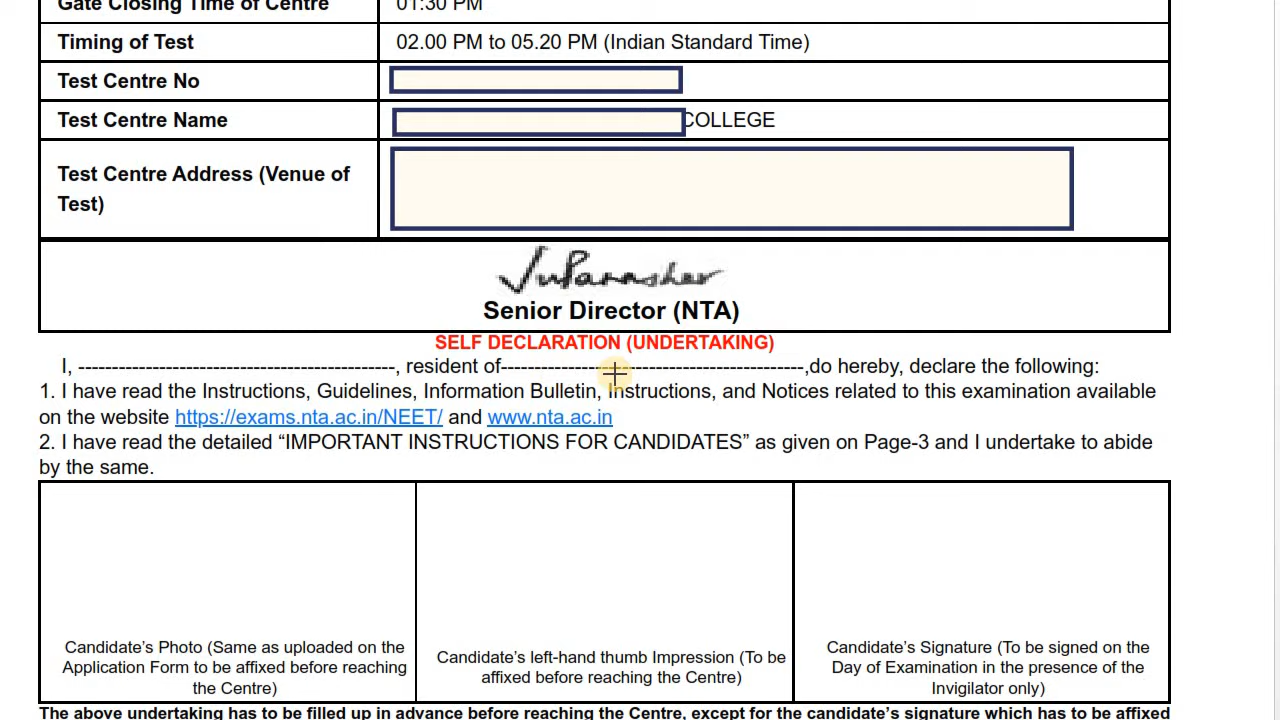 Gate Closing Time of Centre 01:30 PM
Timing of Test 02.00 PM to 05.20 PM (Indian Standard Time)
Test Centre No
Test Centre Name COLLEGE
Test Centre Address (Venue of
Test)
Senior Director (NTA)
SELF DECLARATION (UNDERTAKING)
I, -----------------------------------------------, resident of---------------------------------------------,do hereby, declare the following:
1. I have read the Instructions, Guidelines, Information Bulletin, Instructions, and Notices related to this examination available
on the website https://exams.nta.ac.in/NEET/ and www.nta.ac.in
2. I have read the detailed “IMPORTANT INSTRUCTIONS FOR CANDIDATES” as given on Page-3 and I undertake to abide
by the same.
Candidate’s Photo (Same as uploaded on the
Application Form to be affixed before reaching
the Centre)
Candidate’s left-hand thumb Impression (To be
affixed before reaching the Centre)
Candidate’s Signature (To be signed on the
Day of Examination in the presence of the
Invigilator only)
The above undertaking has to be filled up in advance before reaching the Centre, except for the candidate’s signature which has to be affixed